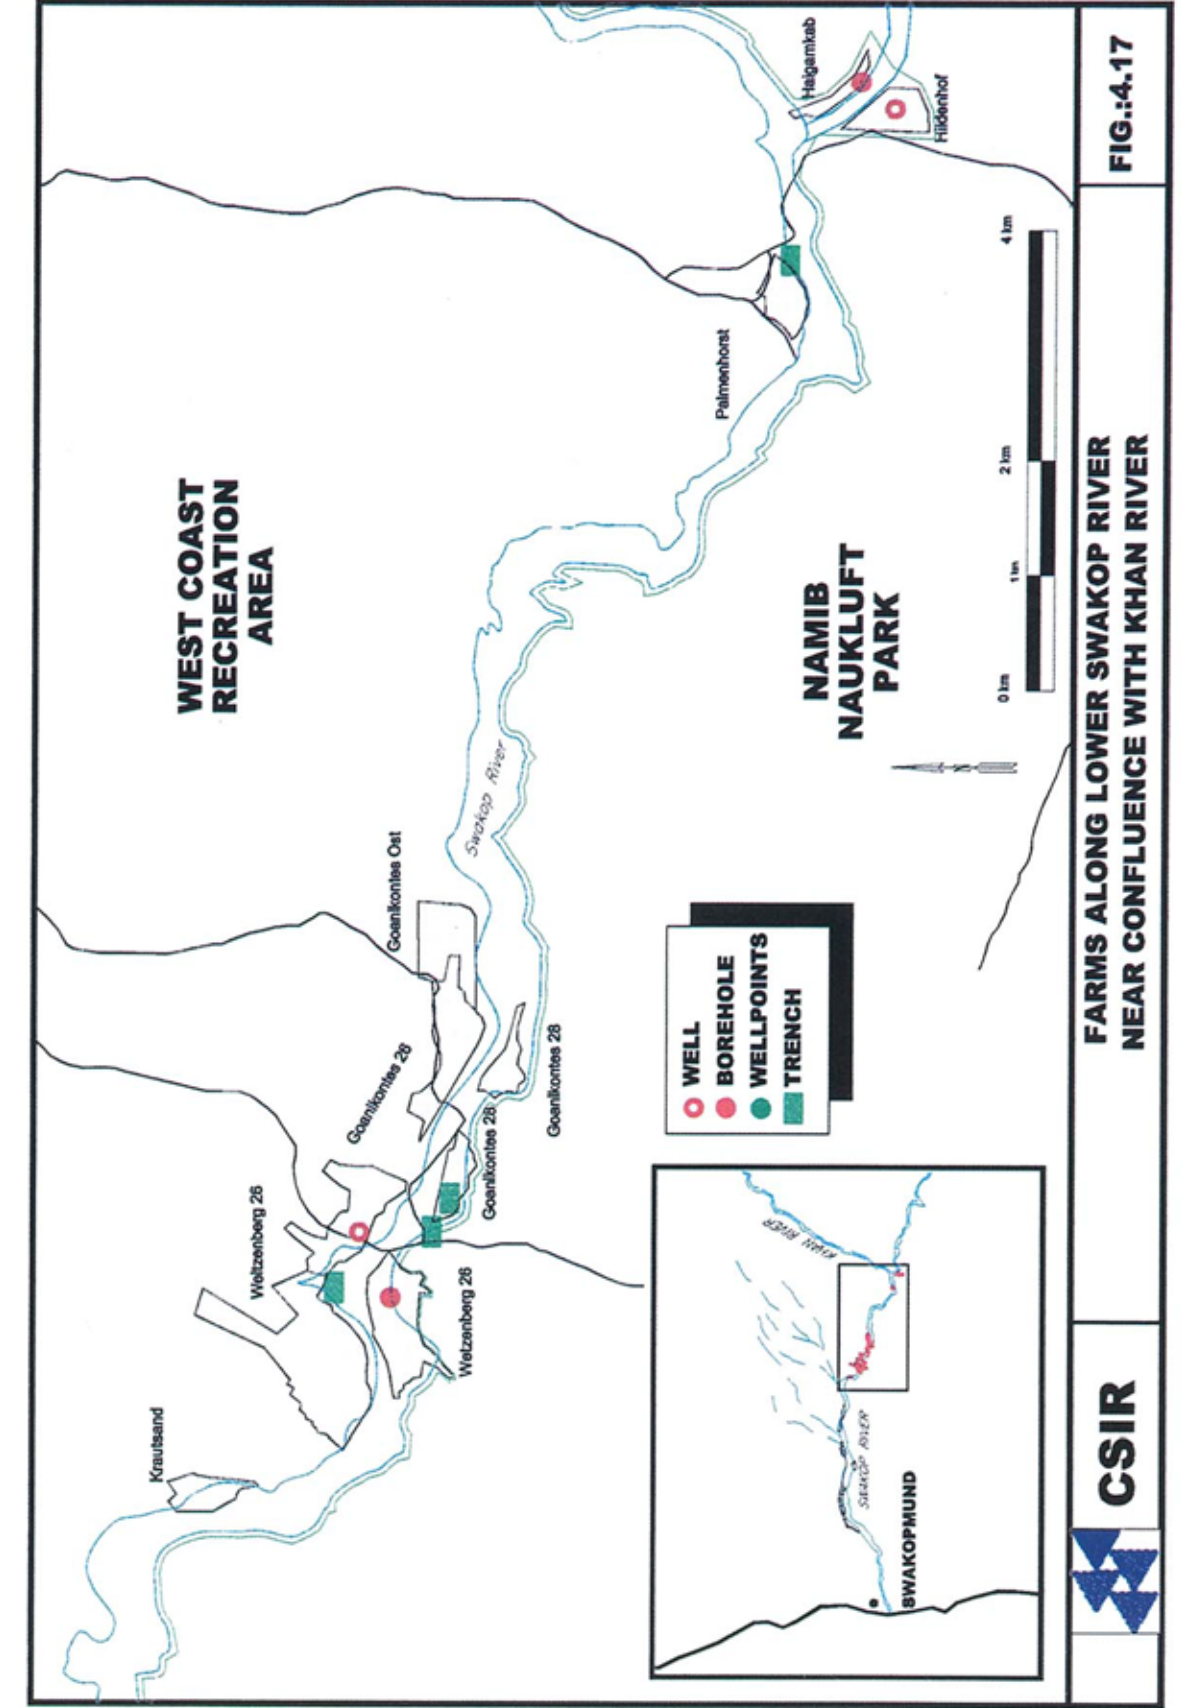 WEST COAST
RECREATION
AREA
Haigamkab
Hildenhof
Palmenhorst
Swakop River
Goanikontes Ost
Goanikontes 26
Goanikontes 28
Goanikontes 28
Weitzenberg 26
Wetzenberg 26
Krautsand
NAMIB
NAUKLUFT
PARK
N
0 km
1 km
2 km
4 km
WELL
BOREHOLE
WELLPOINTS
TRENCH
KHAN RIVER
SWAKOP RIVER
SWAKOPMUND
CSIR
FARMS ALONG LOWER SWAKOP RIVER
NEAR CONFLUENCE WITH KHAN RIVER
FIG.:4.17